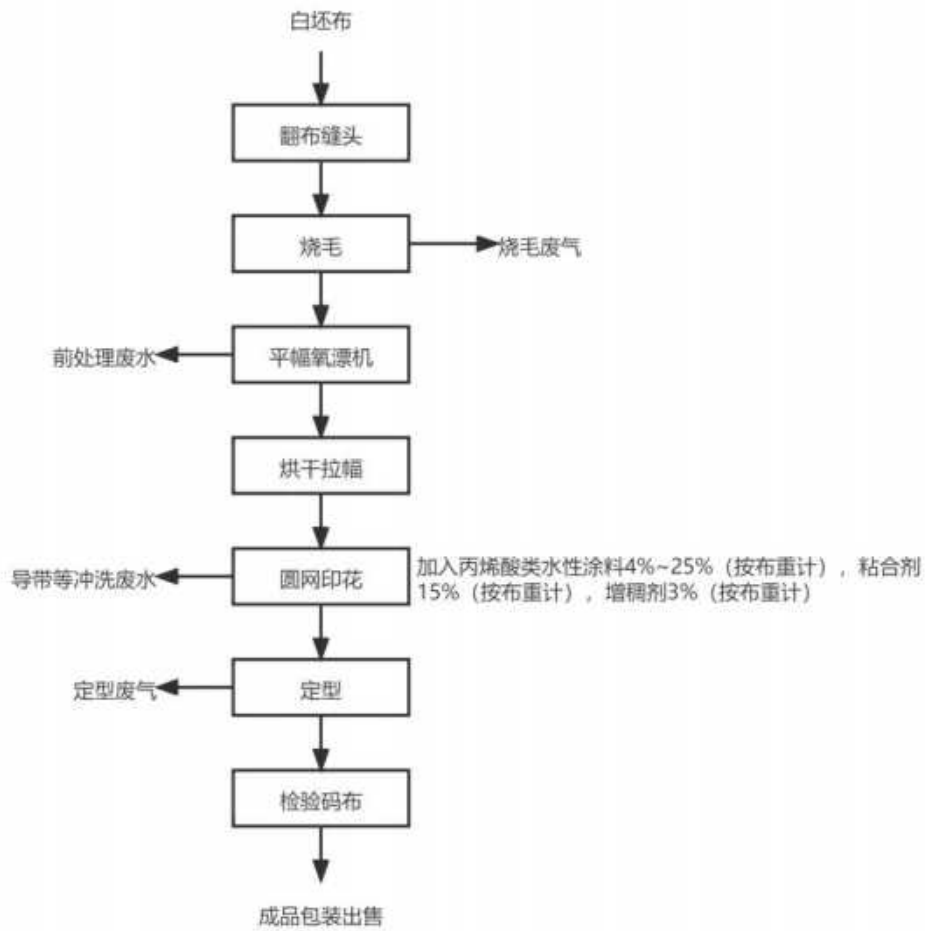 白坯布
翻布缝头
烧毛
烧毛废气
前处理废水
平幅氧漂机
烘干拉幅
导带等冲洗废水
圆网印花
加入丙烯酸类水性涂料4%~25%（按布重计），粘合剂
15%（按布重计），增稠剂3%（按布重计）
定型废气
定型
检验码布
成品包装出售